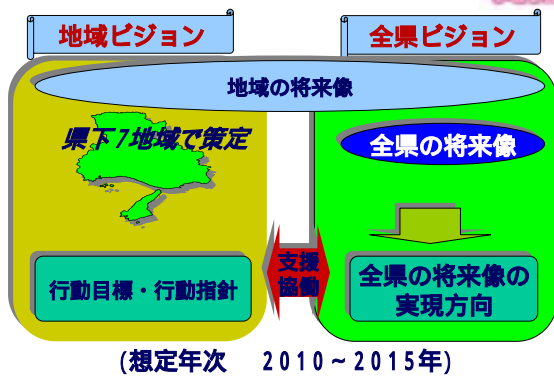 地域ビジョン
全県ビジョン
地域の将来像
県下7地域で策定
全県の将来像
支援
協働
行動目標・行動指針
全県の将来像の
実現方向
(想定年次 2010～2015年)